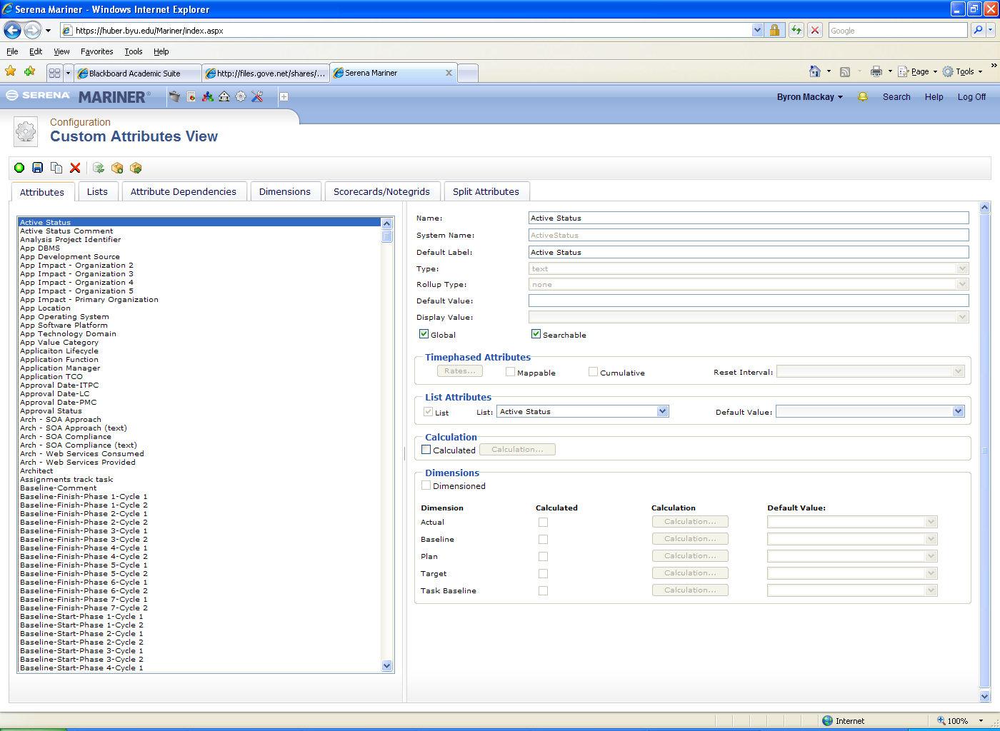 Serena Mariner - Windows Internet Explorer
https://huber.byu.edu/Mariner/index.aspx
Google
File Edit View Favorites Tools Help
Blackboard Academic Suite
http://files.gove.net/shares/...
Serena Mariner
Page Tools
SERENA MARINER®
Byron Mackay Search Help Log Off
Configuration
Custom Attributes View
Attributes Lists Attribute Dependencies Dimensions Scorecards/Notegrids Split Attributes
Active Status
Active Status Comment
Analysis Project Identifier
App DBMS
App Development Source
App Impact - Organization 2
App Impact - Organization 3
App Impact - Organization 4
App Impact - Organization 5
App Impact - Primary Organization
App Location
App Operating System
App Software Platform
App Technology Domain
App Value Category
Applicaiton Lifecycle
Application Function
Application Manager
Application TCO
Approval Date-ITPC
Approval Date-LC
Approval Date-PMC
Approval Status
Arch - SOA Approach
Arch - SOA Approach (text)
Arch - SOA Compliance
Arch - SOA Compliance (text)
Arch - Web Services Consumed
Arch - Web Services Provided
Architect
Assignments track task
Baseline-Comment
Baseline-Finish-Phase 1-Cycle 1
Baseline-Finish-Phase 1-Cycle 2
Baseline-Finish-Phase 2-Cycle 1
Baseline-Finish-Phase 2-Cycle 2
Baseline-Finish-Phase 3-Cycle 1
Baseline-Finish-Phase 3-Cycle 2
Baseline-Finish-Phase 4-Cycle 1
Baseline-Finish-Phase 4-Cycle 2
Baseline-Finish-Phase 5-Cycle 1
Baseline-Finish-Phase 5-Cycle 2
Baseline-Finish-Phase 6-Cycle 1
Baseline-Finish-Phase 6-Cycle 2
Baseline-Finish-Phase 7-Cycle 1
Baseline-Finish-Phase 7-Cycle 2
Baseline-Start-Phase 1-Cycle 1
Baseline-Start-Phase 1-Cycle 2
Baseline-Start-Phase 2-Cycle 1
Baseline-Start-Phase 2-Cycle 2
Baseline-Start-Phase 3-Cycle 1
Baseline-Start-Phase 3-Cycle 2
Baseline-Start-Phase 4-Cycle 1
Name: Active Status
System Name: ActiveStatus
Default Label: Active Status
Type: text
Rollup Type: none
Default Value:
Display Value:
Global Searchable
Timephased Attributes
Rates... Mappable Cumulative Reset Interval:
List Attributes
List List: Active Status Default Value:
Calculation
Calculated Calculation...
Dimensions
Dimensioned
Dimension Calculated Calculation Default Value:
Actual Calculation...
Baseline Calculation...
Plan Calculation...
Target Calculation...
Task Baseline Calculation...
Internet 100%